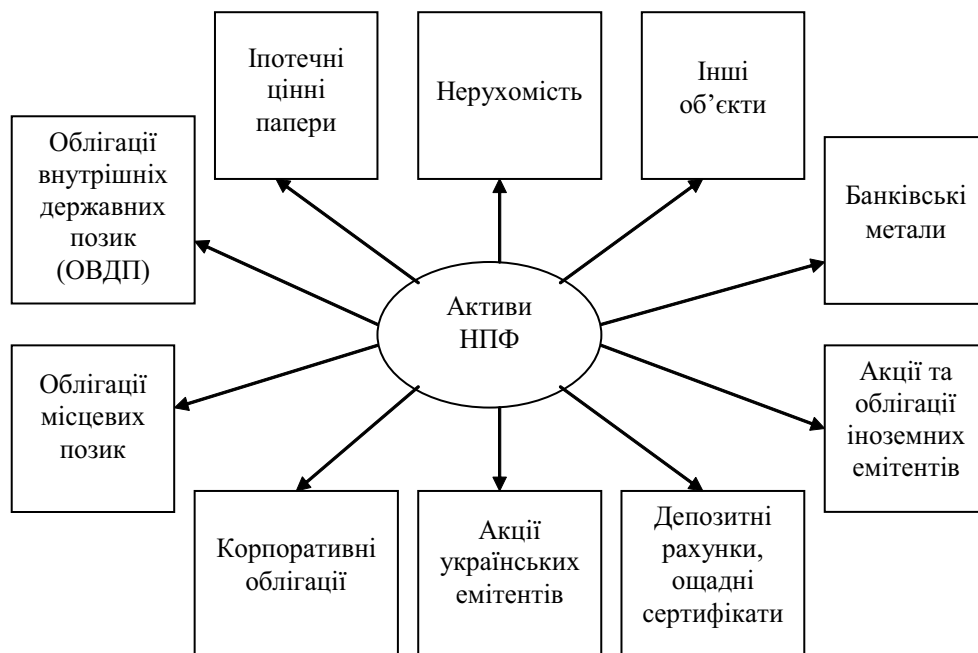 Іпотечні
цінні
папери
Нерухомість
Інші
об’єкти
Облігації
внутрішніх
державних
позик
(ОВДП)
Банківські
метали
Активи
НПФ
Облігації
місцевих
позик
Акції та
облігації
іноземних
емітентів
Корпоративні
облігації
Акції
українських
емітентів
Депозитні
рахунки,
ощадні
сертифікати